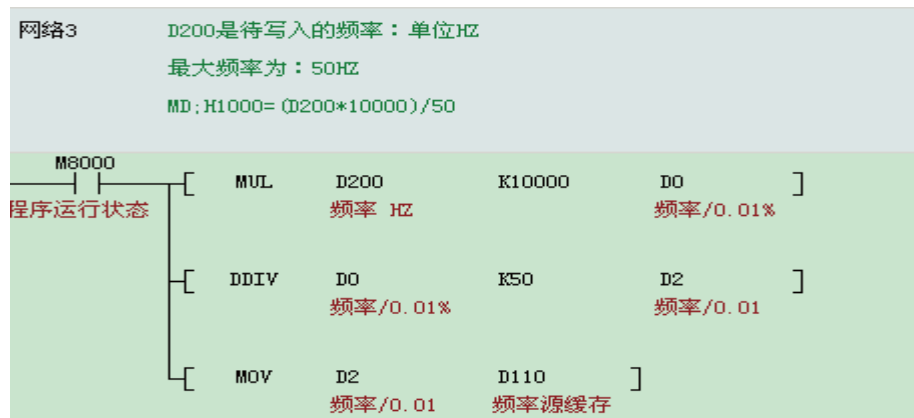 网络3 D200是待写入的频率：单位HZ
最大频率为：50HZ
MD;H1000=(D200*10000)/50
M8000
MUL D200 K10000 D0
程序运行状态 频率 HZ 频率/0.01%
DDIV D0 K50 D2
频率/0.01% 频率/0.01
MOV D2 D110
频率/0.01 频率源缓存